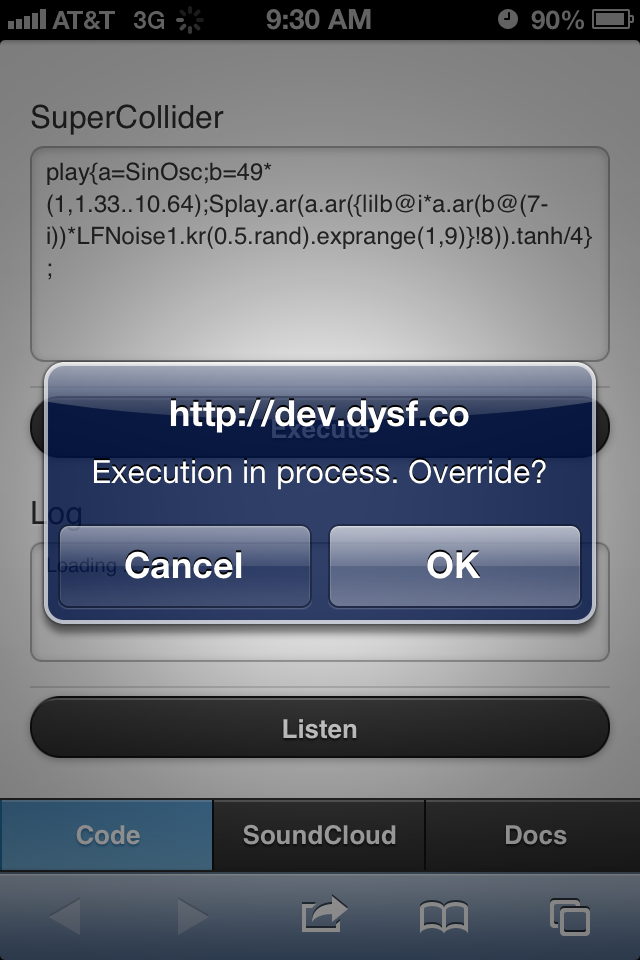 AT&T 3G 9:30 AM 90%
SuperCollider
play{a=SinOsc;b=49*
(1,1.33..10.64);Splay.ar(a.ar({lilb@i*a.ar(b@(7-
i))*LFNoise1.kr(0.5.rand).exprange(1,9)}!8)).tanh/4}
;
http://dev.dysf.co
Execute
Execution in process. Override?
Log
Loading
Cancel OK
Listen
Code SoundCloud Docs